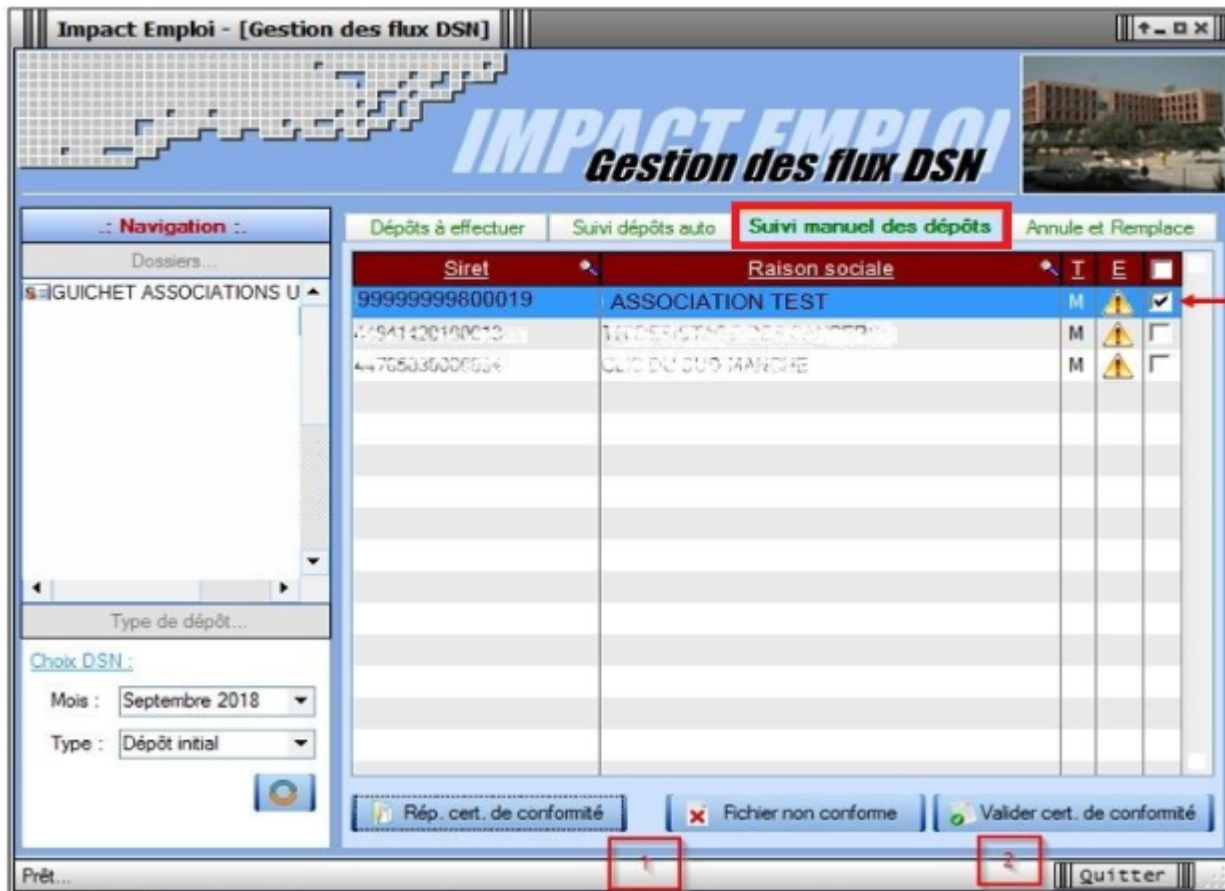 Impact Emploi - [Gestion des flux DSN]
IMPACT EMPLOI
Gestion des flux DSN
.: Navigation :.
Dossiers...
GUICHET ASSOCIATIONS U
Type de dépôt...
Choix DSN :
Mois : Septembre 2018
Type : Dépôt initial
Dépôts à effectuer Suivi dépôts auto Suivi manuel des dépôts Annule et Remplace
Siret Raison sociale T E
99999999800019 ASSOCIATION TEST M
M
M
Rép. cert. de conformité Fichier non conforme Valider cert. de conformité
1 2
Prêt... Quitter